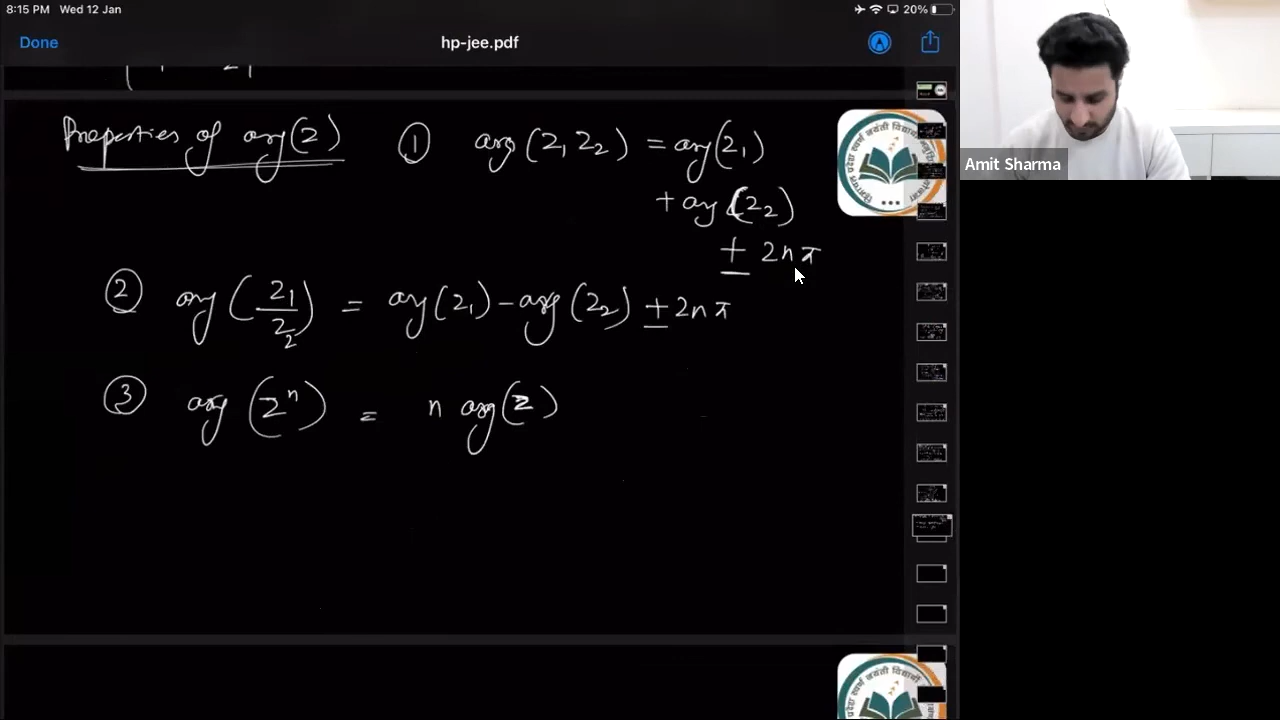 8:15 PM Wed 12 Jan
20%
Done
hp-jee.pdf
Properties of arg(z)
① arg(z₁z₂) = arg(z₁)
+ arg(z₂)
± 2nπ
② arg(z₁/z₂) = arg(z₁) - arg(z₂) ± 2nπ
③ arg(zⁿ) = n arg(z)
Amit Sharma